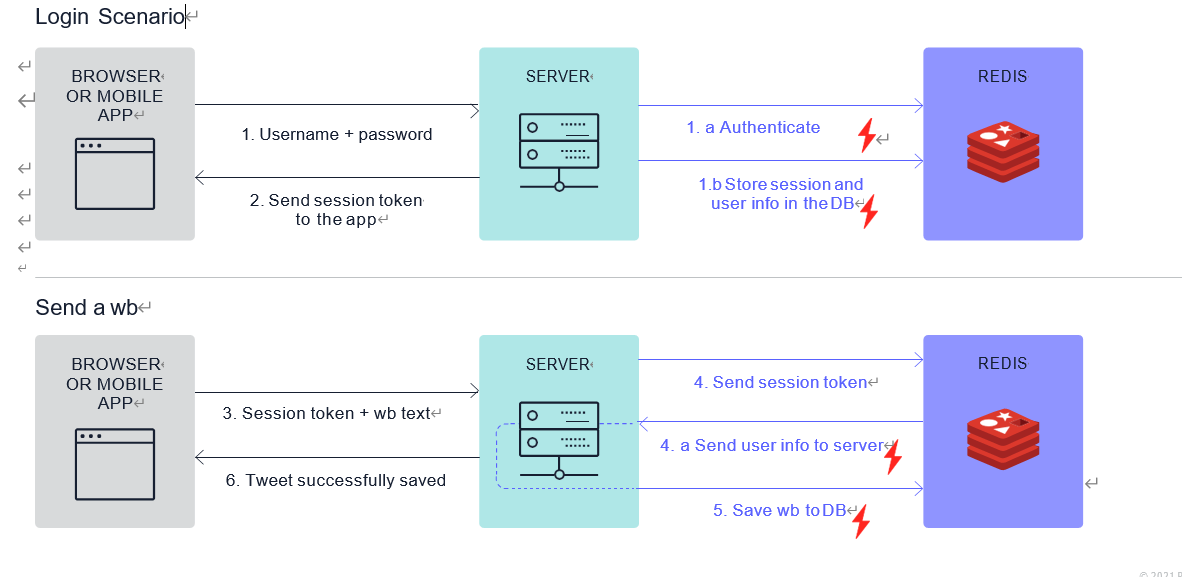 Login Scenario
BROWSER
OR MOBILE
APP
SERVER
REDIS
1. Username + password
1. a Authenticate
2. Send session token
to the app
1.b Store session and
user info in the DB
Send a wb
BROWSER
OR MOBILE
APP
SERVER
REDIS
3. Session token + wb text
4. Send session token
4. a Send user info to server
6. Tweet successfully saved
5. Save wb to DB
© 2021